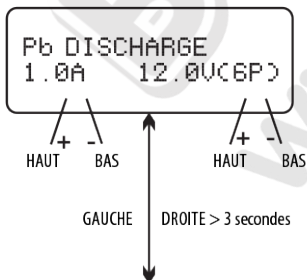 Pb DISCHARGE
1.0A 12.0V(6P)
+ - + -
HAUT BAS HAUT BAS
GAUCHE DROITE > 3 secondes